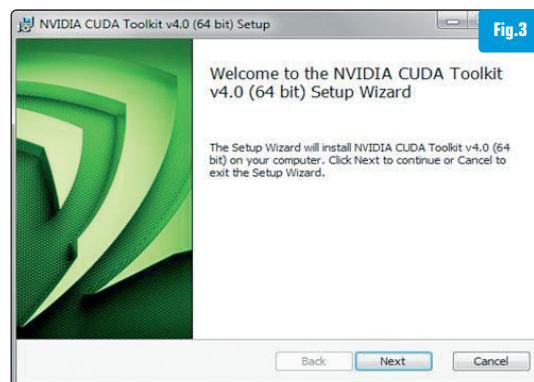 NVIDIA CUDA Toolkit v4.0 (64 bit) Setup
Fig.3
Welcome to the NVIDIA CUDA Toolkit
v4.0 (64 bit) Setup Wizard
The Setup Wizard will install NVIDIA CUDA Toolkit v4.0 (64
bit) on your computer. Click Next to continue or Cancel to
exit the Setup Wizard.
Back Next Cancel